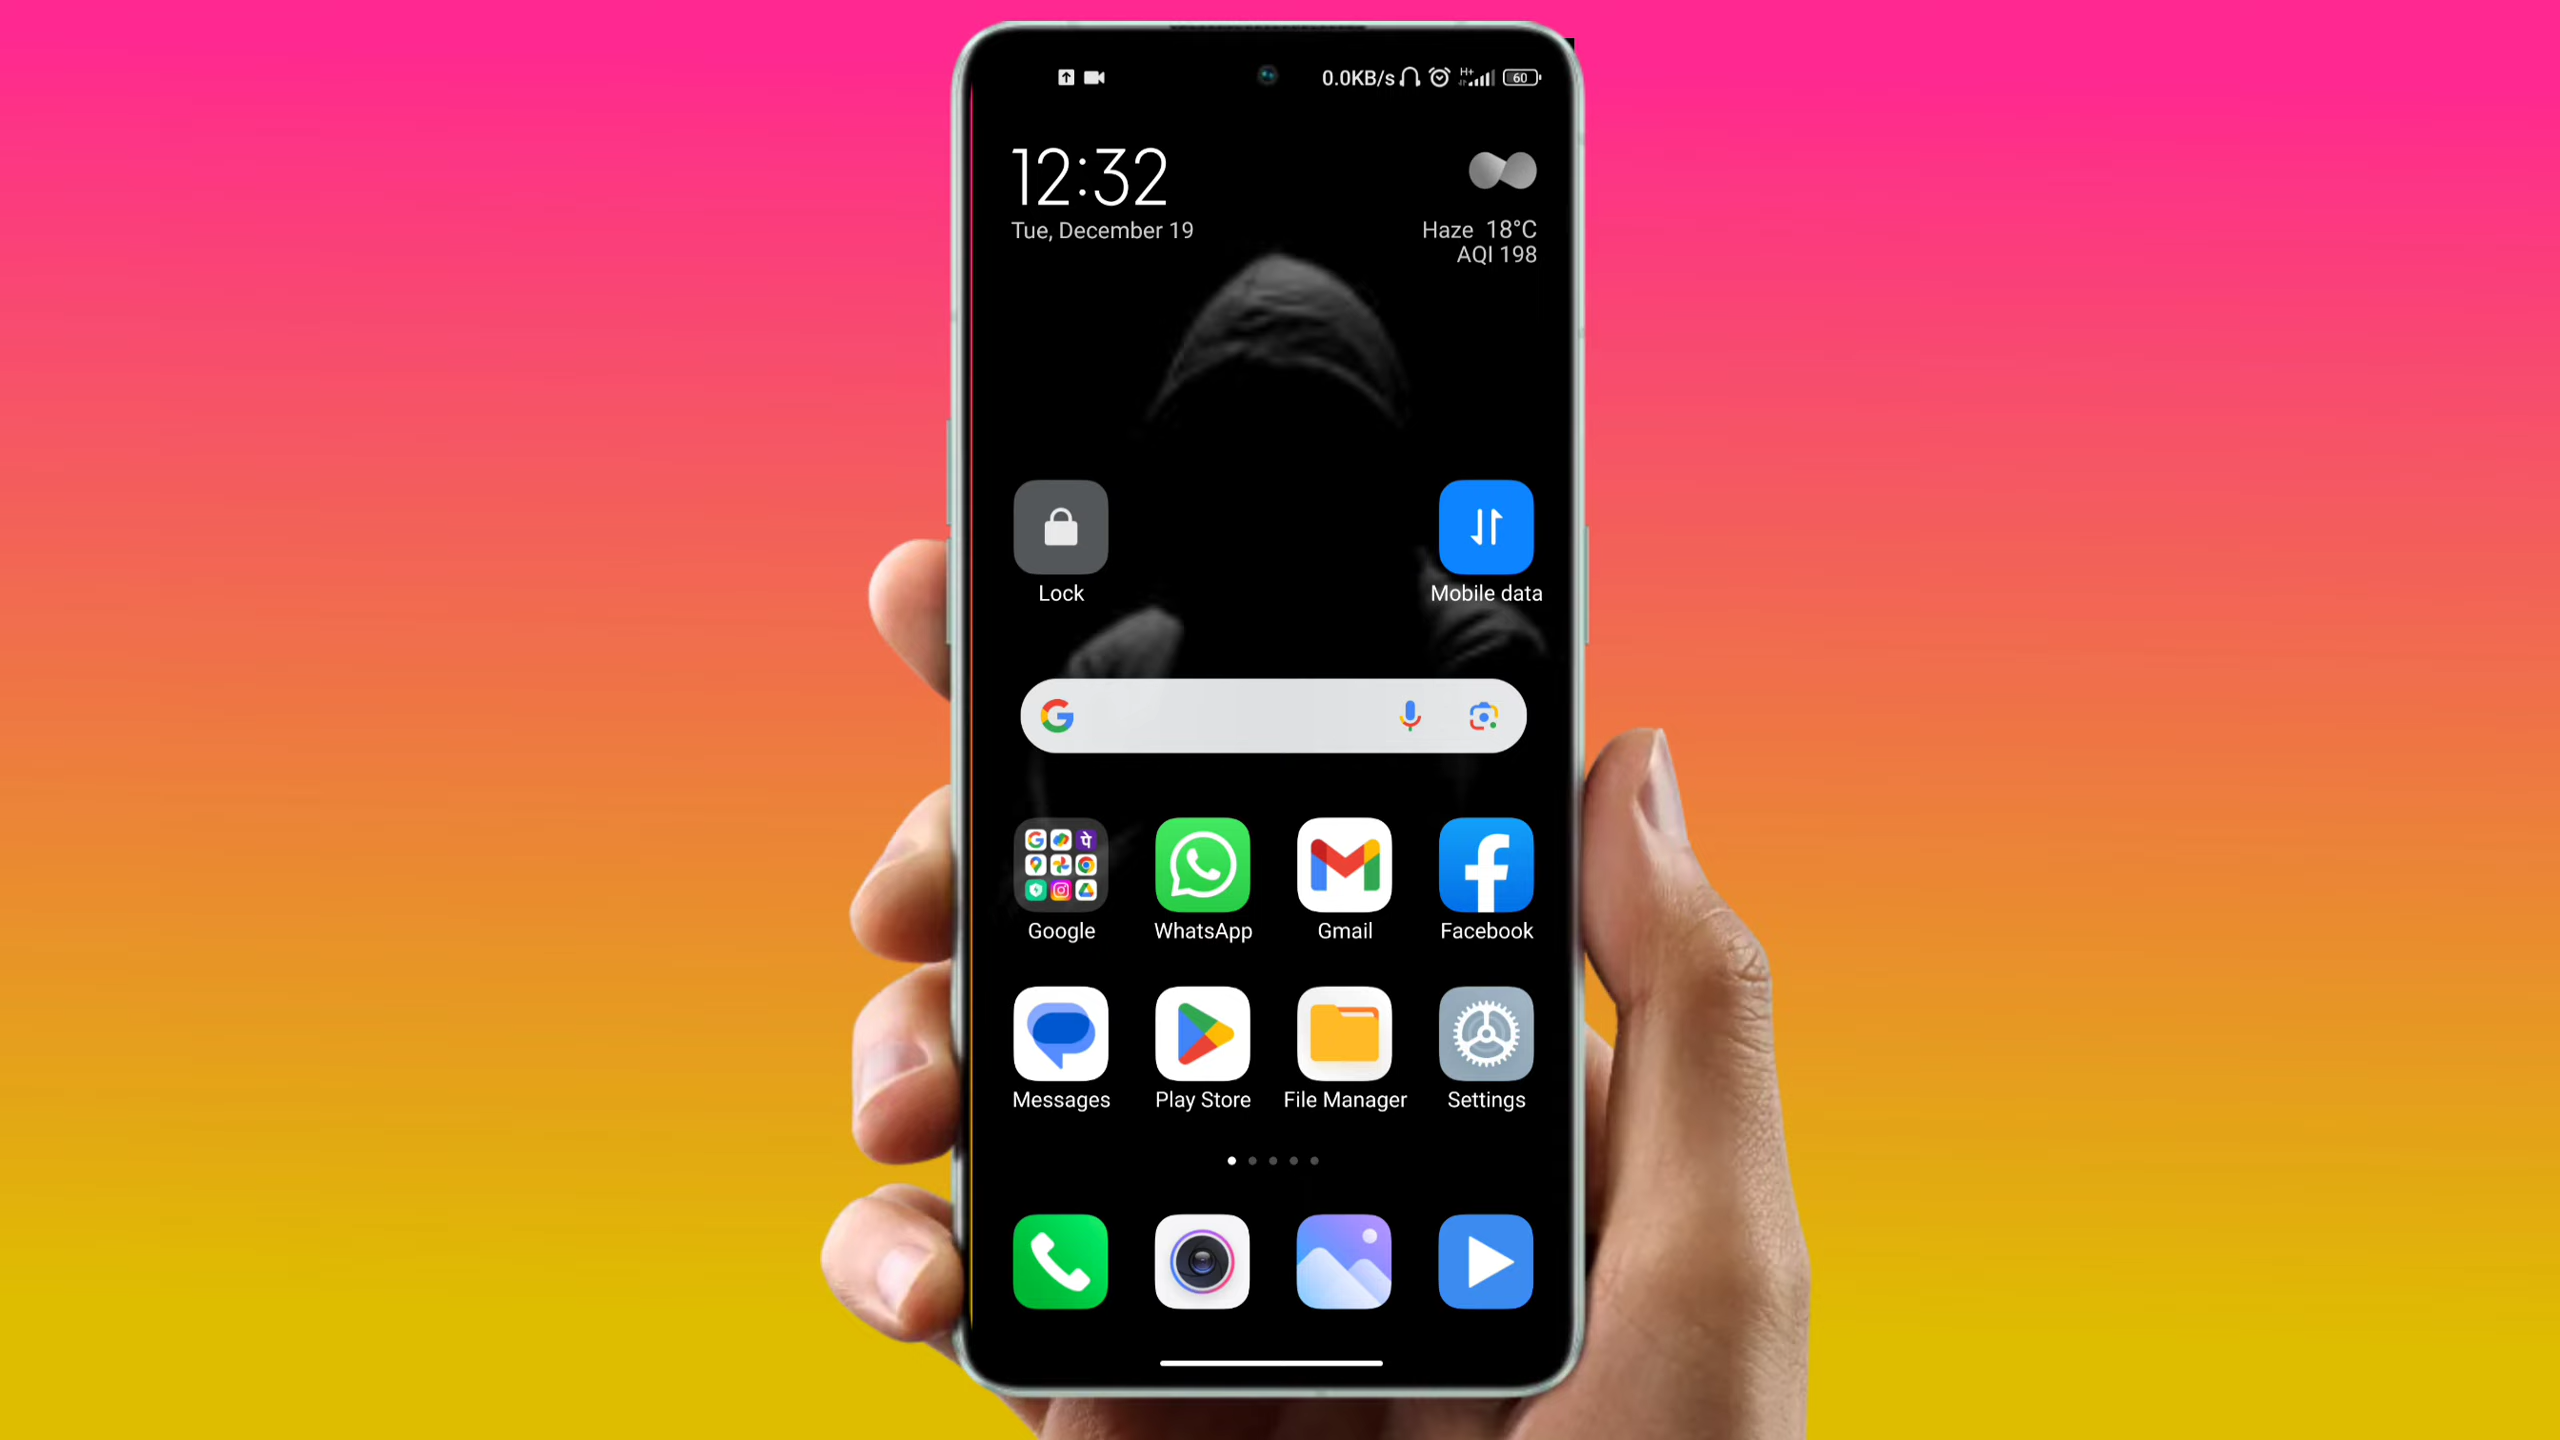 0.0KB/s H+ 60
12:32
Tue, December 19
Haze 18°C
AQI 198
Lock
Mobile data
पे
Google
WhatsApp
Gmail
Facebook
Messages
Play Store
File Manager
Settings